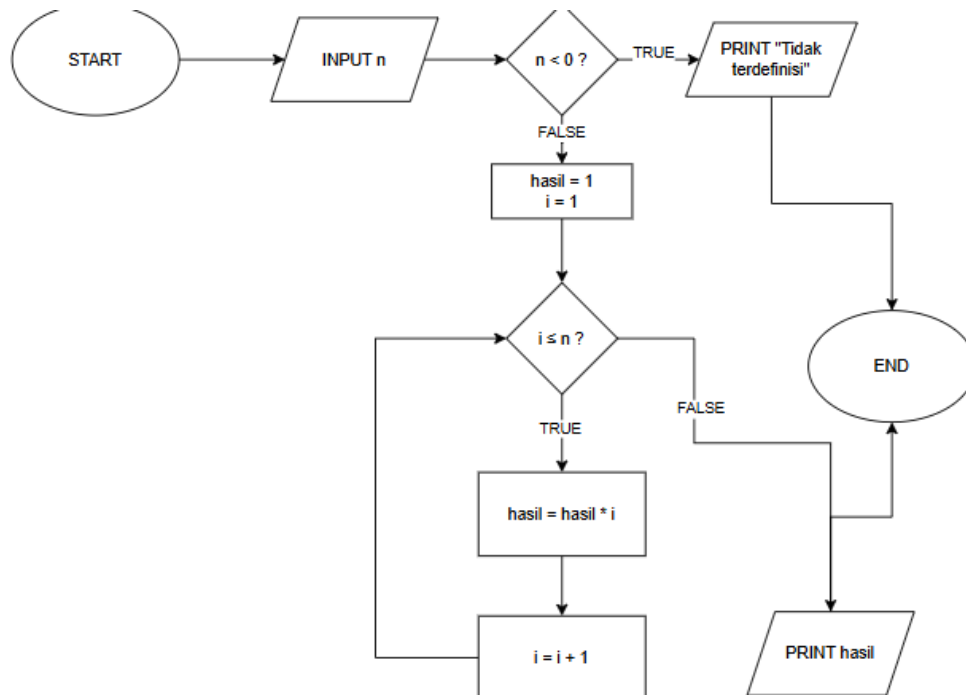 START
INPUT n
n < 0 ?
TRUE
PRINT "Tidak
terdefinisi"
FALSE
hasil = 1
i = 1
i ≤ n ?
END
FALSE
TRUE
hasil = hasil * i
i = i + 1
PRINT hasil